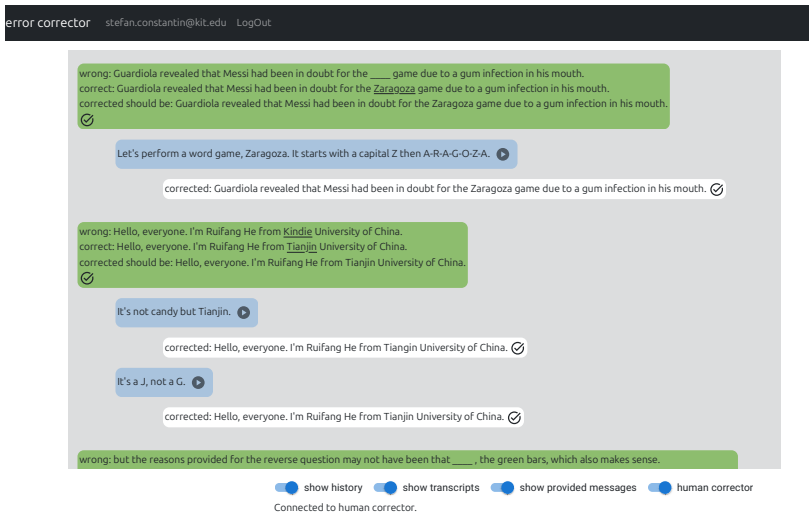 error corrector stefan.constantin@kit.edu LogOut
wrong: Guardiola revealed that Messi had been in doubt for the ____ game due to a gum infection in his mouth.
correct: Guardiola revealed that Messi had been in doubt for the Zaragoza game due to a gum infection in his mouth.
corrected should be: Guardiola revealed that Messi had been in doubt for the Zaragoza game due to a gum infection in his mouth.
Let's perform a word game, Zaragoza. It starts with a capital Z then A-R-A-G-O-Z-A.
corrected: Guardiola revealed that Messi had been in doubt for the Zaragoza game due to a gum infection in his mouth.
wrong: Hello, everyone. I'm Ruifang He from Kindie University of China.
correct: Hello, everyone. I'm Ruifang He from Tianjin University of China.
corrected should be: Hello, everyone. I'm Ruifang He from Tianjin University of China.
It's not candy but Tianjin.
corrected: Hello, everyone. I'm Ruifang He from Tiangin University of China.
It's a J, not a G.
corrected: Hello, everyone. I'm Ruifang He from Tianjin University of China.
wrong: but the reasons provided for the reverse question may not have been that ____ , the green bars, which also makes sense.
show history show transcripts show provided messages human corrector
Connected to human corrector.